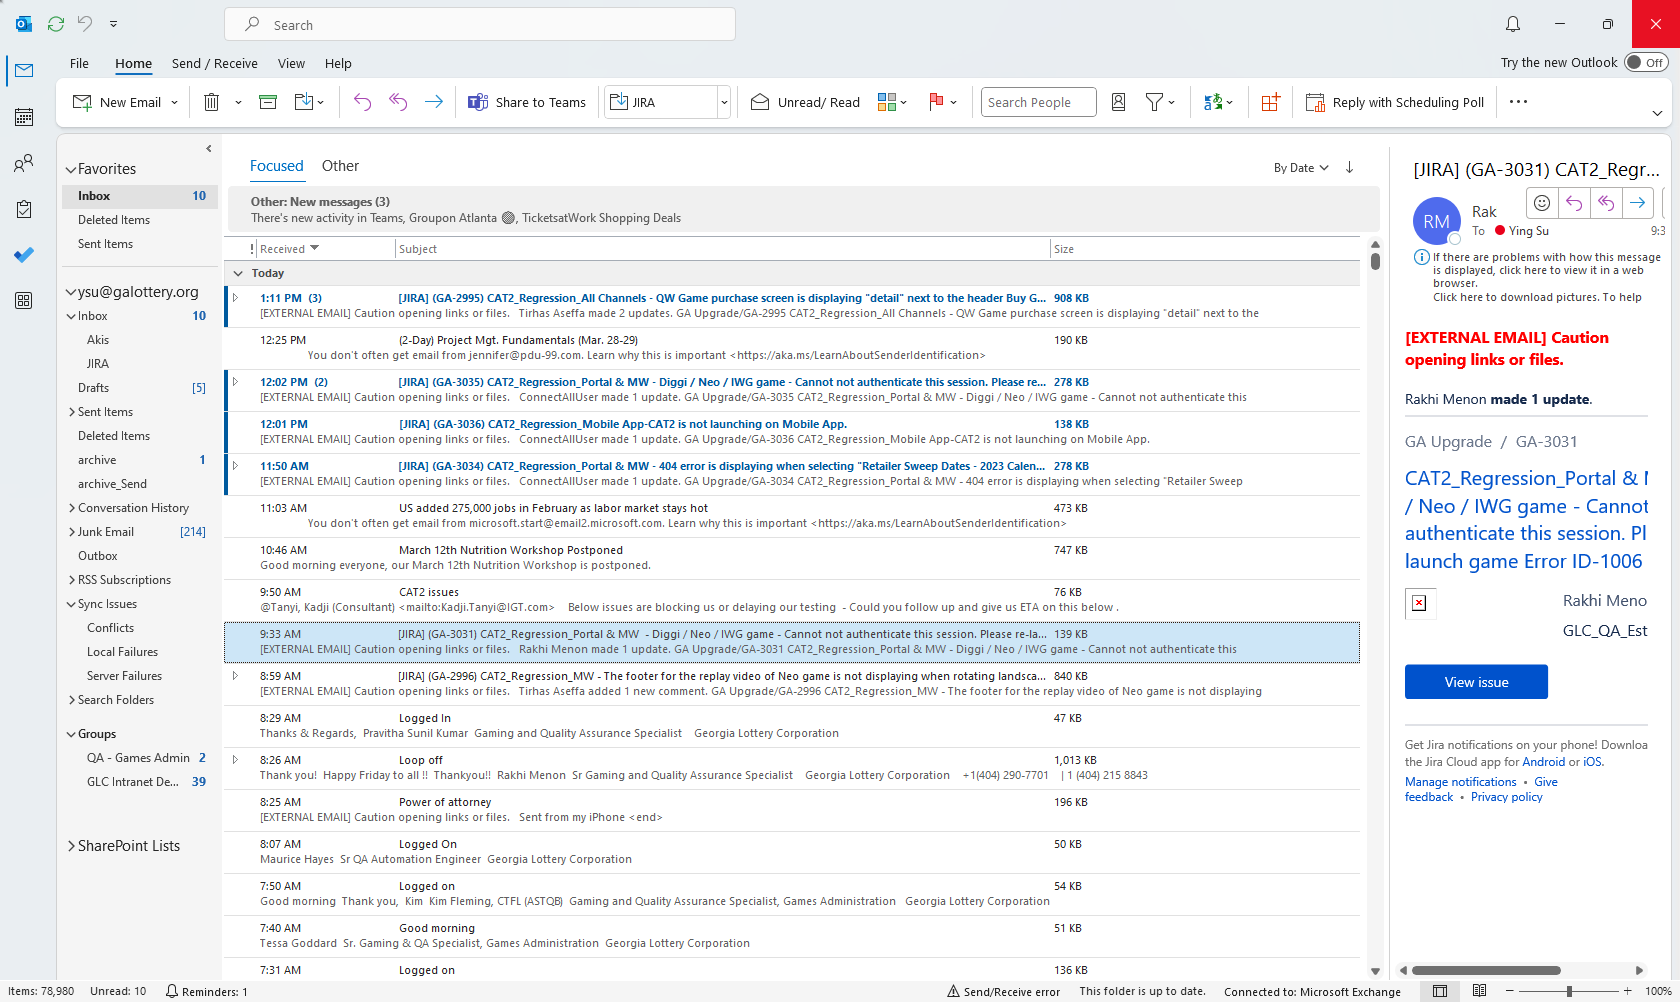 Search
File Home Send / Receive View Help
Try the new Outlook Off
New Email Share to Teams JIRA Unread/ Read Search People Reply with Scheduling Poll
Favorites
Inbox 10
Deleted Items
Sent Items
ysu@galottery.org
Inbox 10
Akis
JIRA
Drafts [5]
Sent Items
Deleted Items
archive 1
archive_Send
Conversation History
Junk Email [214]
Outbox
RSS Subscriptions
Sync Issues
Conflicts
Local Failures
Server Failures
Search Folders
Groups
QA - Games Admin 2
GLC Intranet De... 39
SharePoint Lists
Focused Other By Date
Other: New messages (3)
There's new activity in Teams, Groupon Atlanta, TicketsatWork Shopping Deals
! Received Subject Size
Today
1:11 PM (3) [JIRA] (GA-2995) CAT2_Regression_All Channels - QW Game purchase screen is displaying "detail" next to the header Buy G... 908 KB
[EXTERNAL EMAIL] Caution opening links or files. Tirhas Aseffa made 2 updates. GA Upgrade/GA-2995 CAT2_Regression_All Channels - QW Game purchase screen is displaying "detail" next to the
12:25 PM (2-Day) Project Mgt. Fundamentals (Mar. 28-29) 190 KB
You don't often get email from jennifer@pdu-99.com. Learn why this is important <https://aka.ms/LearnAboutSenderIdentification>
12:02 PM (2) [JIRA] (GA-3035) CAT2_Regression_Portal & MW - Diggi / Neo / IWG game - Cannot not authenticate this session. Please re... 278 KB
[EXTERNAL EMAIL] Caution opening links or files. ConnectAllUser made 1 update. GA Upgrade/GA-3035 CAT2_Regression_Portal & MW - Diggi / Neo / IWG game - Cannot not authenticate this
12:01 PM [JIRA] (GA-3036) CAT2_Regression_Mobile App-CAT2 is not launching on Mobile App. 138 KB
[EXTERNAL EMAIL] Caution opening links or files. ConnectAllUser made 1 update. GA Upgrade/GA-3036 CAT2_Regression_Mobile App-CAT2 is not launching on Mobile App.
11:50 AM [JIRA] (GA-3034) CAT2_Regression_Portal & MW - 404 error is displaying when selecting "Retailer Sweep Dates - 2023 Calen... 278 KB
[EXTERNAL EMAIL] Caution opening links or files. ConnectAllUser made 1 update. GA Upgrade/GA-3034 CAT2_Regression_Portal & MW - 404 error is displaying when selecting "Retailer Sweep
11:03 AM US added 275,000 jobs in February as labor market stays hot 473 KB
You don't often get email from microsoft.start@email2.microsoft.com. Learn why this is important <https://aka.ms/LearnAboutSenderIdentification>
10:46 AM March 12th Nutrition Workshop Postponed 747 KB
Good morning everyone, our March 12th Nutrition Workshop is postponed.
9:50 AM CAT2 issues 76 KB
@Tanyi, Kadji (Consultant) <mailto:Kadji.Tanyi@IGT.com> Below issues are blocking us or delaying our testing - Could you follow up and give us ETA on this below .
9:33 AM [JIRA] (GA-3031) CAT2_Regression_Portal & MW - Diggi / Neo / IWG game - Cannot not authenticate this session. Please re-la... 139 KB
[EXTERNAL EMAIL] Caution opening links or files. Rakhi Menon made 1 update. GA Upgrade/GA-3031 CAT2_Regression_Portal & MW - Diggi / Neo / IWG game - Cannot not authenticate this
8:59 AM [JIRA] (GA-2996) CAT2_Regression_MW - The footer for the replay video of Neo game is not displaying when rotating landsca... 840 KB
[EXTERNAL EMAIL] Caution opening links or files. Tirhas Aseffa added 1 new comment. GA Upgrade/GA-2996 CAT2_Regression_MW - The footer for the replay video of Neo game is not displaying
8:29 AM Logged In 47 KB
Thanks & Regards, Pravitha Sunil Kumar Gaming and Quality Assurance Specialist Georgia Lottery Corporation
8:26 AM Loop off 1,013 KB
Thank you! Happy Friday to all !! Thankyou!! Rakhi Menon Sr Gaming and Quality Assurance Specialist Georgia Lottery Corporation +1(404) 290-7701 | 1 (404) 215 8843
8:25 AM Power of attorney 196 KB
[EXTERNAL EMAIL] Caution opening links or files. Sent from my iPhone <end>
8:07 AM Logged On 50 KB
Maurice Hayes Sr QA Automation Engineer Georgia Lottery Corporation
7:50 AM Logged on 54 KB
Good morning Thank you, Kim Kim Fleming, CTFL (ASTQB) Gaming and Quality Assurance Specialist, Games Administration Georgia Lottery Corporation
7:40 AM Good morning 51 KB
Tessa Goddard Sr. Gaming & QA Specialist, Games Administration Georgia Lottery Corporation
7:31 AM Logged on 136 KB
[JIRA] (GA-3031) CAT2_Regr...
RM Rak
To Ying Su 9:3
If there are problems with how this message
is displayed, click here to view it in a web
browser.
Click here to download pictures. To help
[EXTERNAL EMAIL] Caution
opening links or files.
Rakhi Menon made 1 update.
GA Upgrade / GA-3031
CAT2_Regression_Portal & M
/ Neo / IWG game - Cannot
authenticate this session. Pl
launch game Error ID-1006
Rakhi Meno
GLC_QA_Est
View issue
Get Jira notifications on your phone! Downloa
the Jira Cloud app for Android or iOS.
Manage notifications • Give
feedback • Privacy policy
Items: 78,980 Unread: 10 Reminders: 1 Send/Receive error This folder is up to date. Connected to: Microsoft Exchange 100%